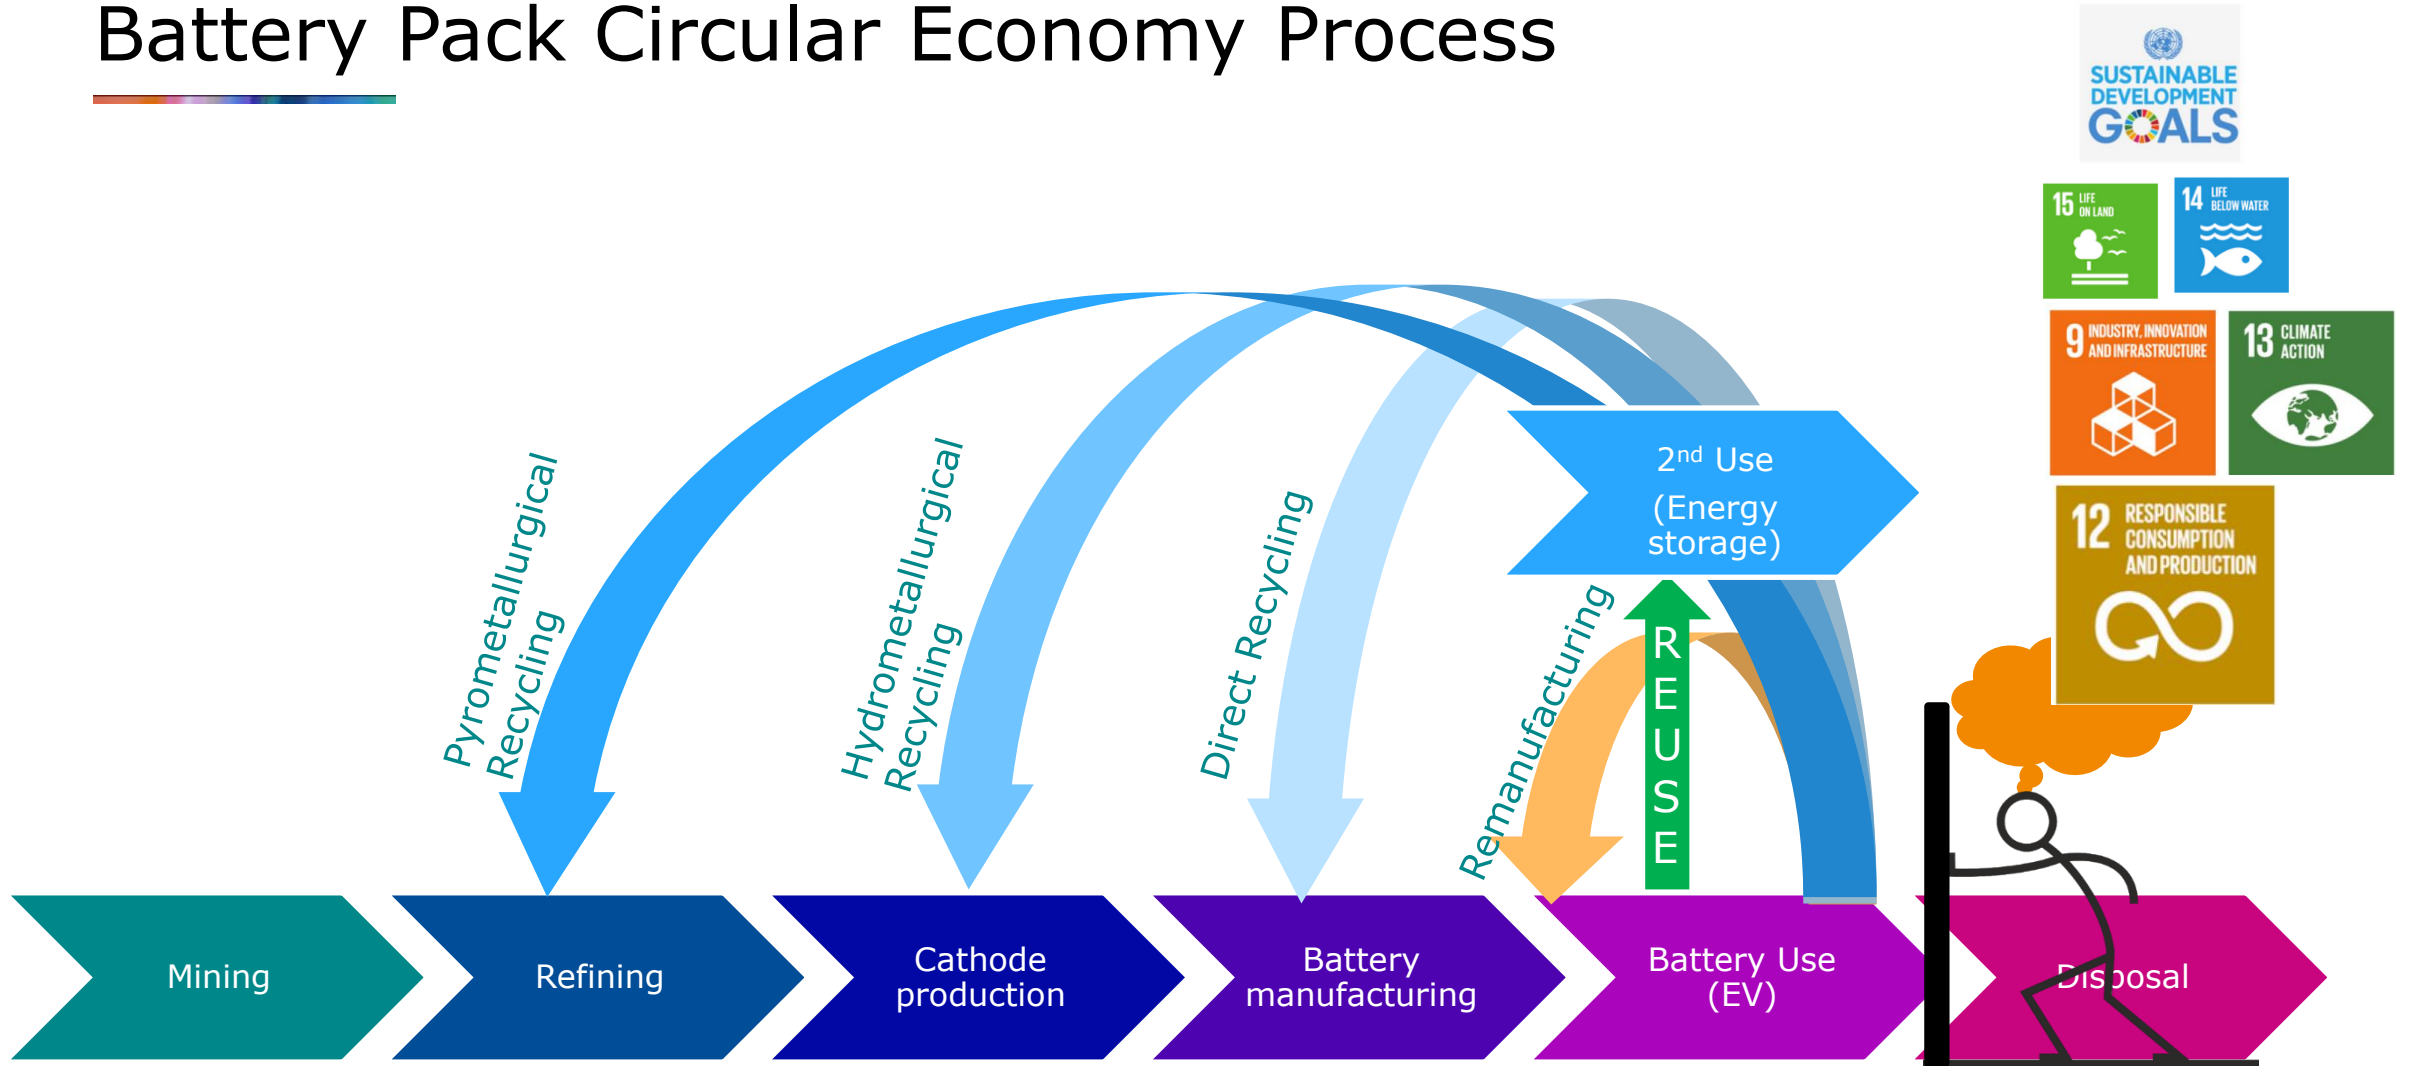 Battery Pack Circular Economy Process
SUSTAINABLE
DEVELOPMENT
GOALS
15 LIFE
ON LAND
14 LIFE
BELOW WATER
9 INDUSTRY, INNOVATION
AND INFRASTRUCTURE
13 CLIMATE
ACTION
12 RESPONSIBLE
CONSUMPTION
AND PRODUCTION
Pyrometallurgical
Recycling
Hydrometallurgical
Recycling
Direct Recycling
Remanufacturing
2nd Use
(Energy
storage)
R
E
U
S
E
Mining
Refining
Cathode
production
Battery
manufacturing
Battery Use
(EV)
Disposal